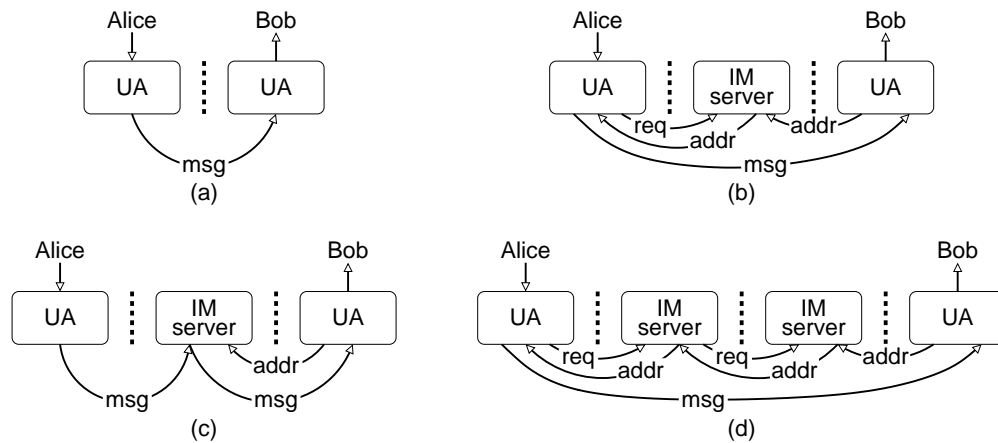 Alice
Bob
UA
UA
msg
(a)
Alice
Bob
UA
IM
server
UA
req
addr
addr
msg
(b)
Alice
Bob
UA
IM
server
UA
addr
msg
msg
(c)
Alice
Bob
UA
IM
server
IM
server
UA
req
addr
req
addr
addr
msg
(d)